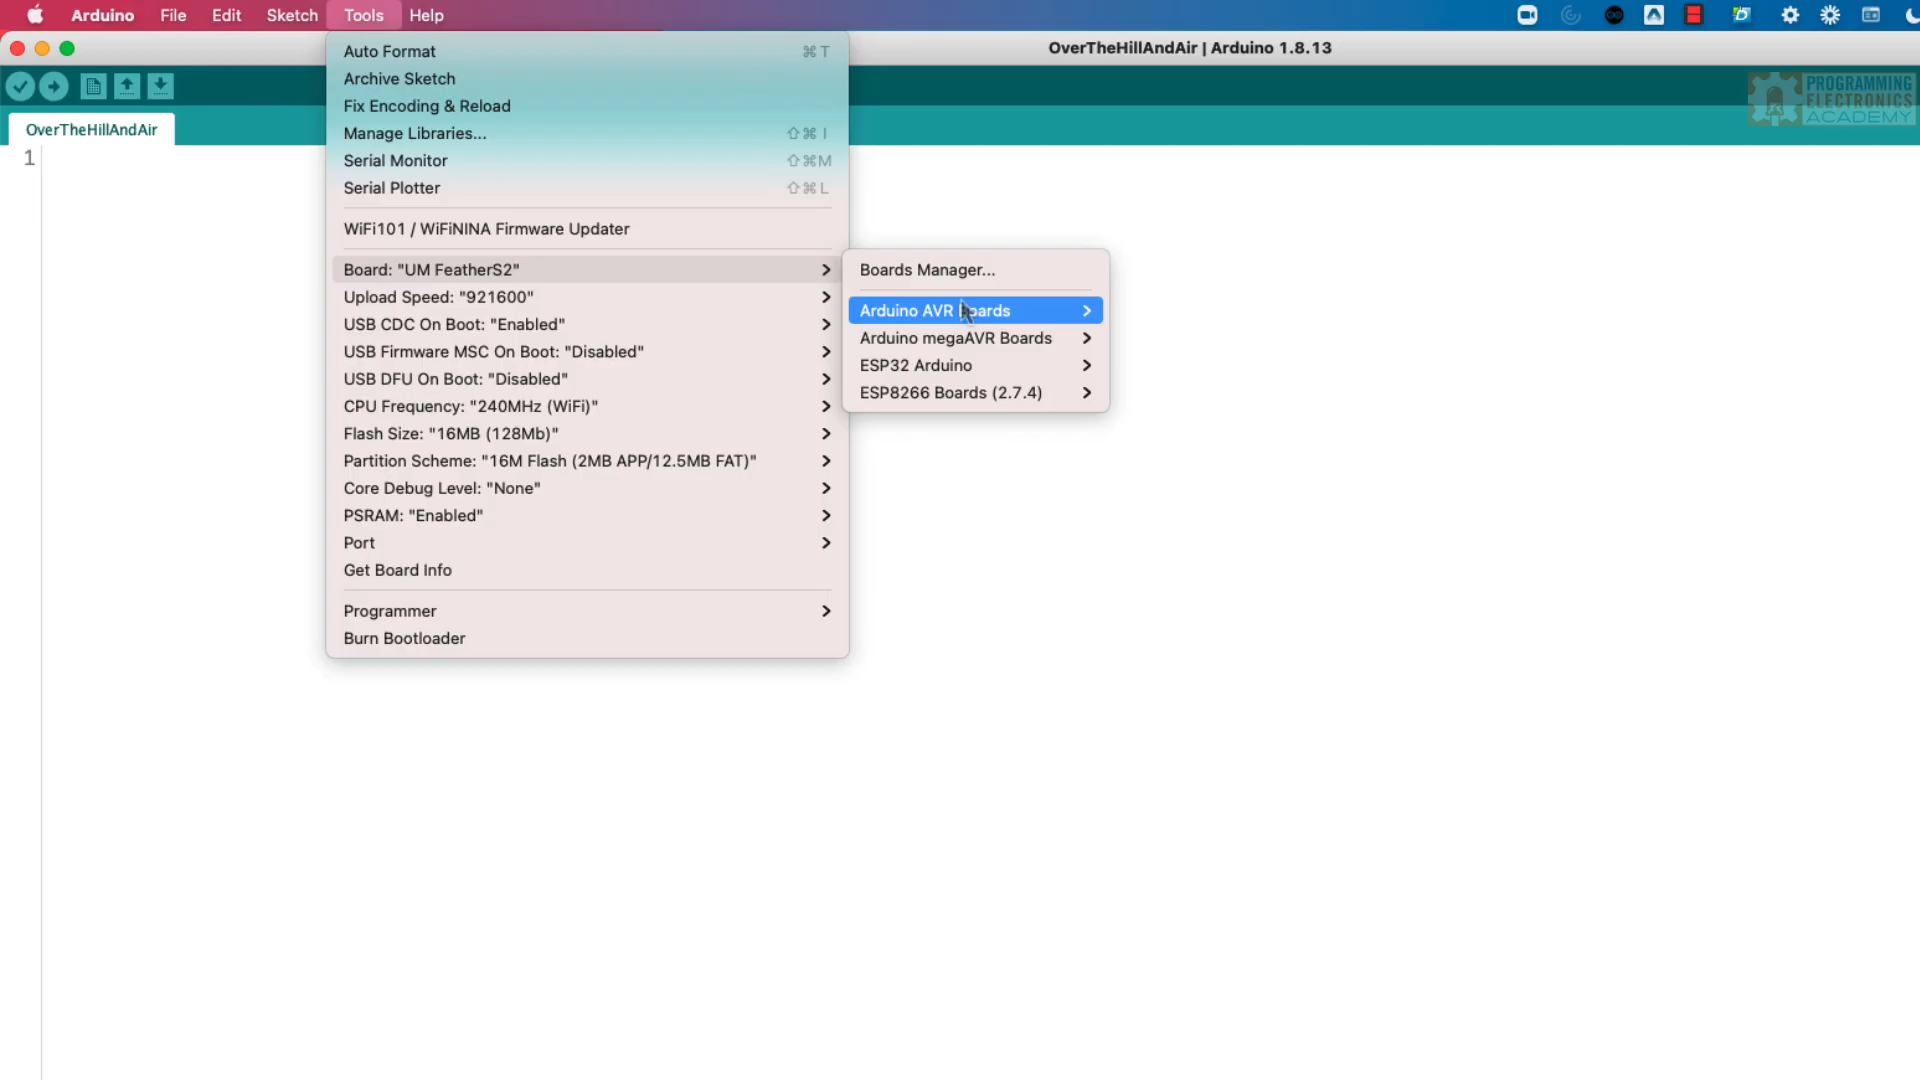 Arduino File Edit Sketch Tools Help
OverTheHillAndAir | Arduino 1.8.13
PROGRAMMING
ELECTRONICS
ACADEMY
OverTheHillAndAir
1
Auto Format ⌘ T
Archive Sketch
Fix Encoding & Reload
Manage Libraries... ⇧ ⌘ I
Serial Monitor ⇧ ⌘ M
Serial Plotter ⇧ ⌘ L
WiFi101 / WiFiNINA Firmware Updater
Board: "UM FeatherS2"
Upload Speed: "921600"
USB CDC On Boot: "Enabled"
USB Firmware MSC On Boot: "Disabled"
USB DFU On Boot: "Disabled"
CPU Frequency: "240MHz (WiFi)"
Flash Size: "16MB (128Mb)"
Partition Scheme: "16M Flash (2MB APP/12.5MB FAT)"
Core Debug Level: "None"
PSRAM: "Enabled"
Port
Get Board Info
Programmer
Burn Bootloader
Boards Manager...
Arduino AVR Boards
Arduino megaAVR Boards
ESP32 Arduino
ESP8266 Boards (2.7.4)